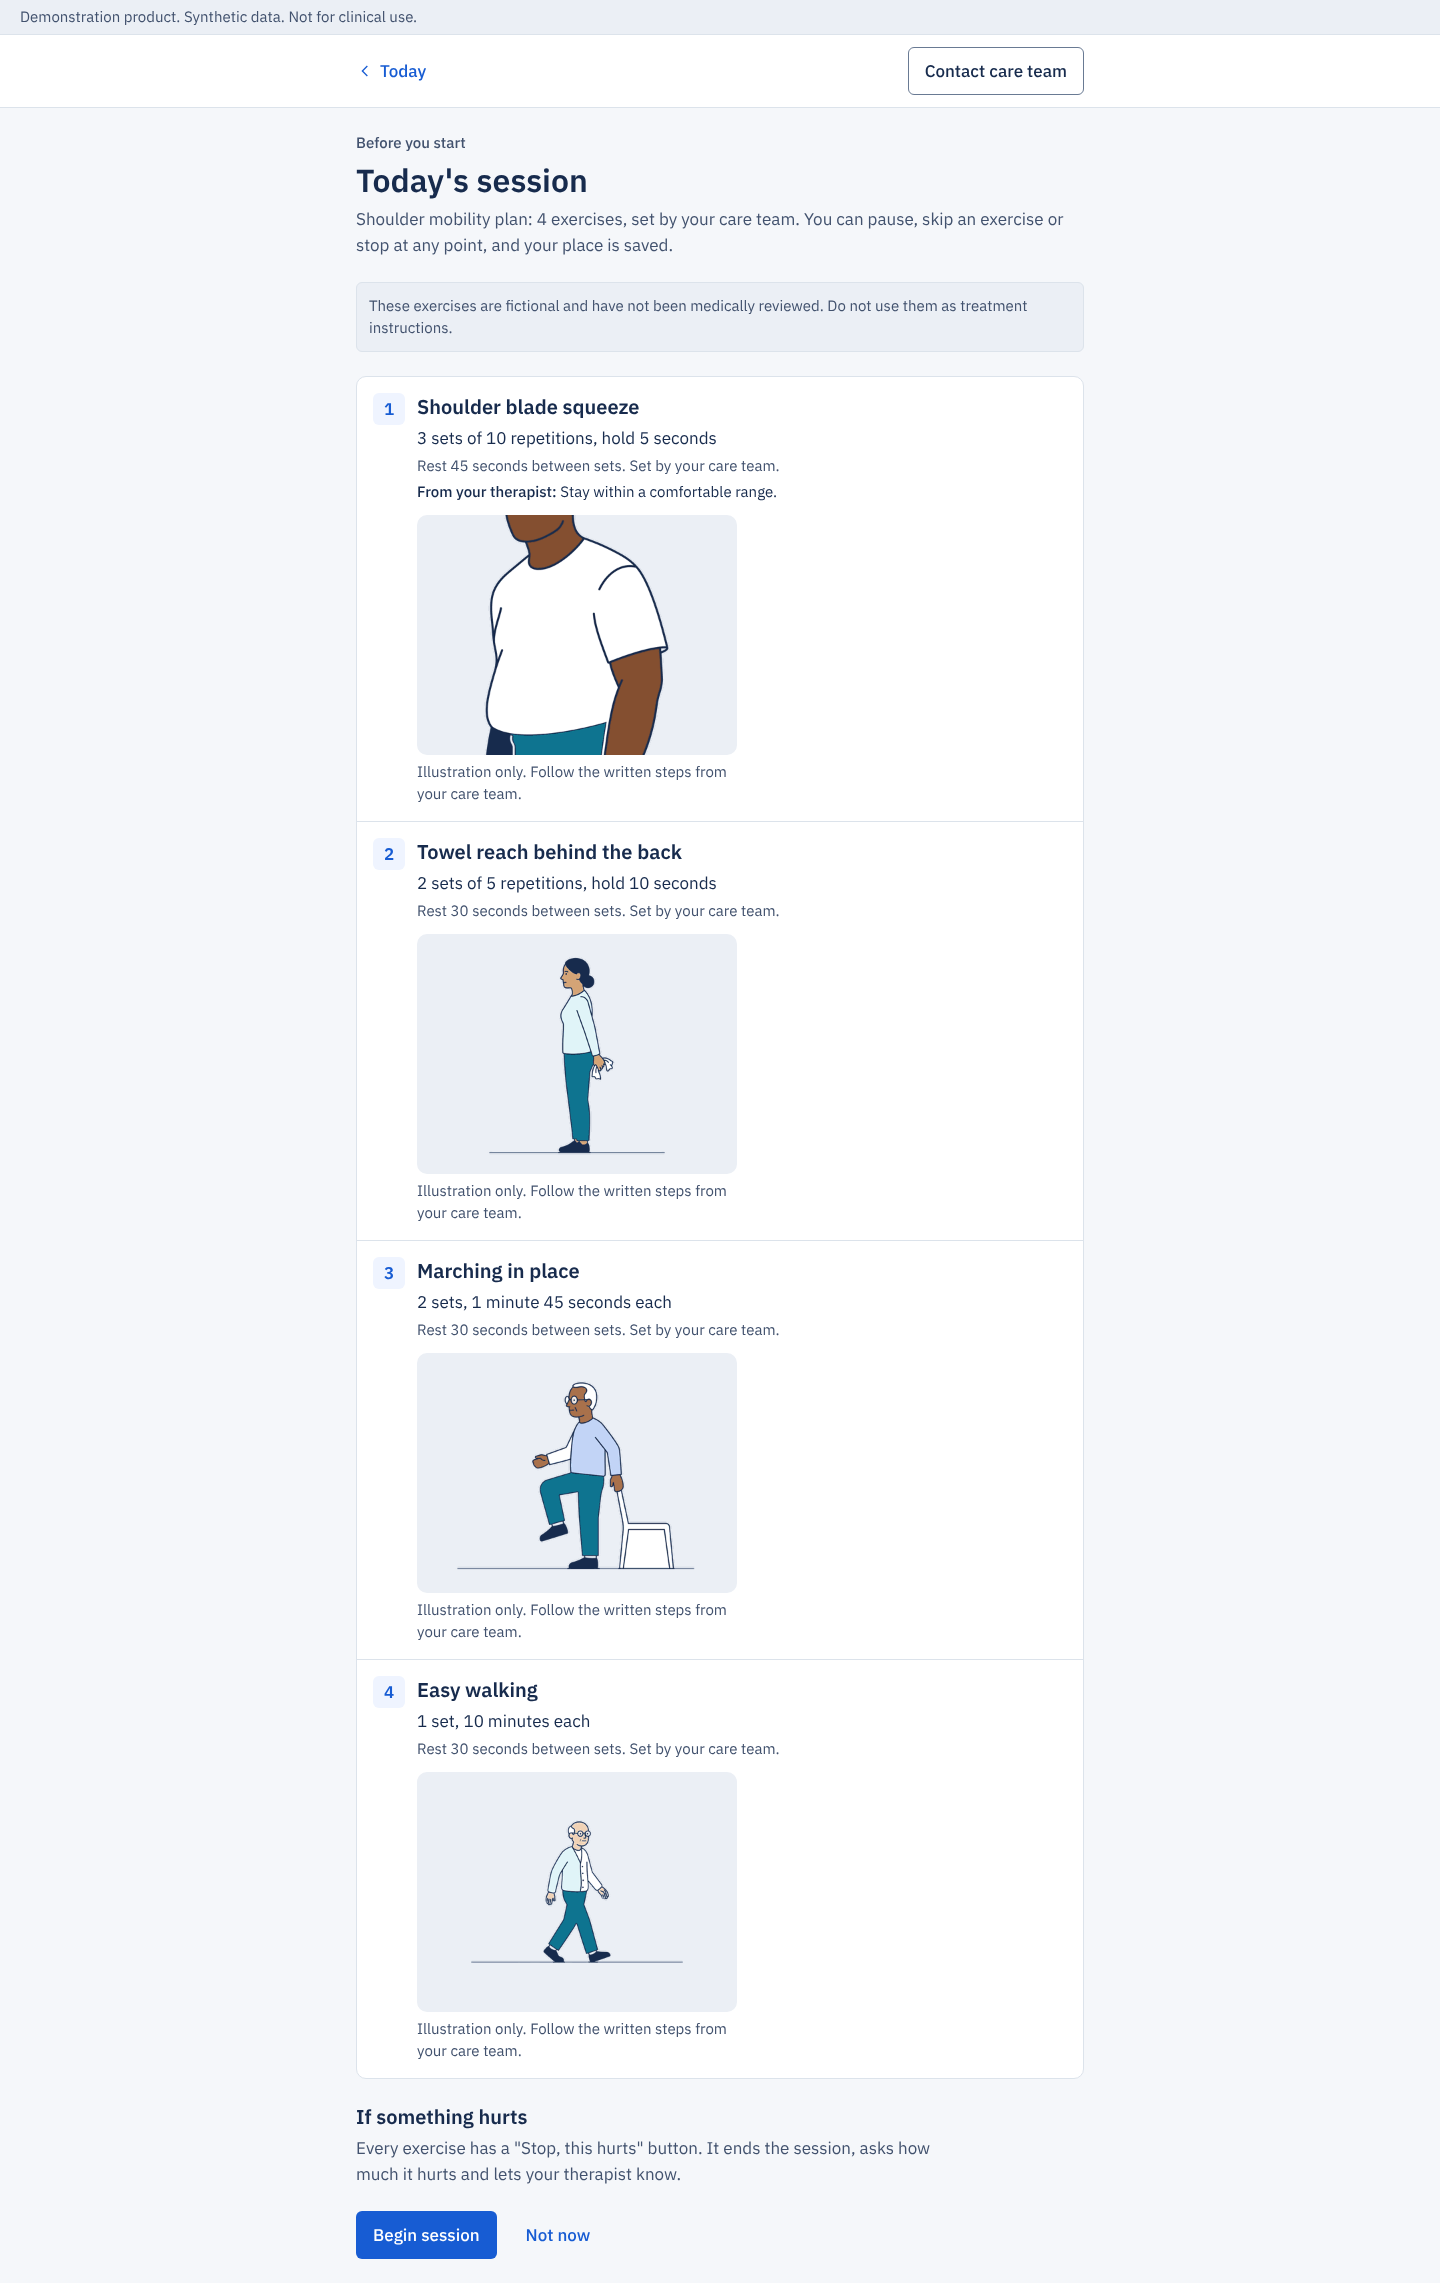 Demonstration product. Synthetic data. Not for clinical use.
Today
Contact care team
Before you start
Today's session
Shoulder mobility plan: 4 exercises, set by your care team. You can pause, skip an exercise or
stop at any point, and your place is saved.
These exercises are fictional and have not been medically reviewed. Do not use them as treatment
instructions.
1
Shoulder blade squeeze
3 sets of 10 repetitions, hold 5 seconds
Rest 45 seconds between sets. Set by your care team.
From your therapist: Stay within a comfortable range.
Illustration only. Follow the written steps from
your care team.
2
Towel reach behind the back
2 sets of 5 repetitions, hold 10 seconds
Rest 30 seconds between sets. Set by your care team.
Illustration only. Follow the written steps from
your care team.
3
Marching in place
2 sets, 1 minute 45 seconds each
Rest 30 seconds between sets. Set by your care team.
Illustration only. Follow the written steps from
your care team.
4
Easy walking
1 set, 10 minutes each
Rest 30 seconds between sets. Set by your care team.
Illustration only. Follow the written steps from
your care team.
If something hurts
Every exercise has a "Stop, this hurts" button. It ends the session, asks how
much it hurts and lets your therapist know.
Begin session
Not now